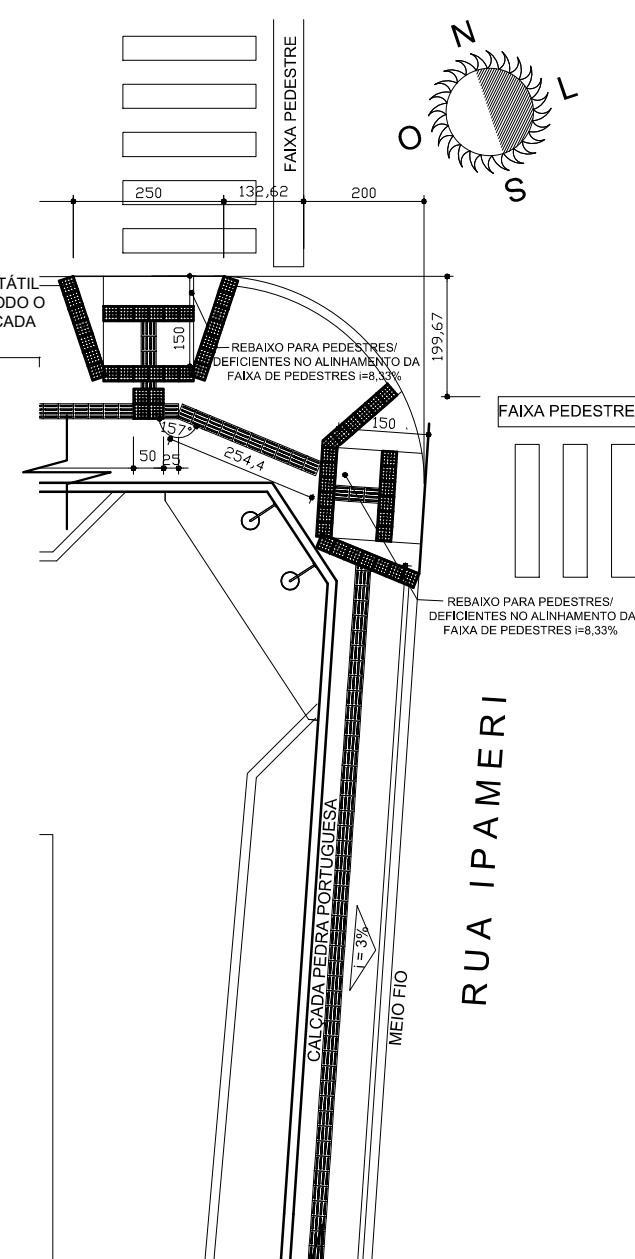 N
L
O
S
FAIXA PEDESTRE
250
132,62
200
TÁTIL
ODO O
CADA
150
REBAIXO PARA PEDESTRES/
DEFICIENTES NO ALINHAMENTO DA
FAIXA DE PEDESTRES i=8,33%
199,67
FAIXA PEDESTRE
157°
150
50
25
254,4
REBAIXO PARA PEDESTRES/
DEFICIENTES NO ALINHAMENTO DA
FAIXA DE PEDESTRES i=8,33%
RUA IPAMERI
CALÇADA PEDRA PORTUGUESA
i = 3%
MEIO FIO